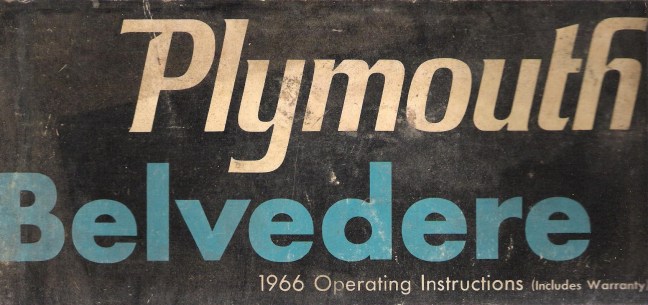 Plymouth
Belvedere
1966 Operating Instructions (Includes Warranty)